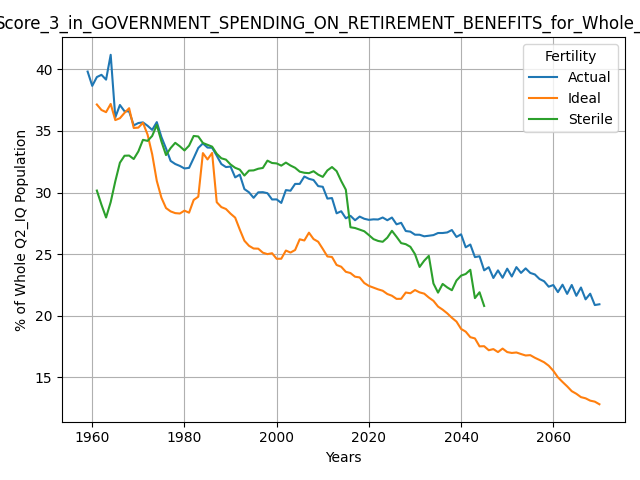 Score_3_in_GOVERNMENT_SPENDING_ON_RETIREMENT_BENEFITS_for_Whole_
Fertility
Actual
Ideal
Sterile
% of Whole Q2_IQ Population
40
35
30
25
20
15
1960 1980 2000 2020 2040 2060
Years